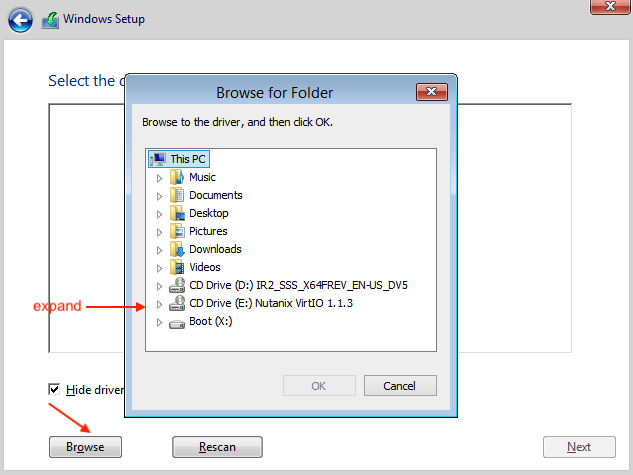 Windows Setup
Select the d
Browse for Folder
Browse to the driver, and then click OK.
This PC
Music
Documents
Desktop
Pictures
Downloads
Videos
CD Drive (D:) IR2_SSS_X64FREV_EN-US_DV5
expand
CD Drive (E:) Nutanix VirtIO 1.1.3
Boot (X:)
OK
Cancel
Hide driver
Browse
Rescan
Next